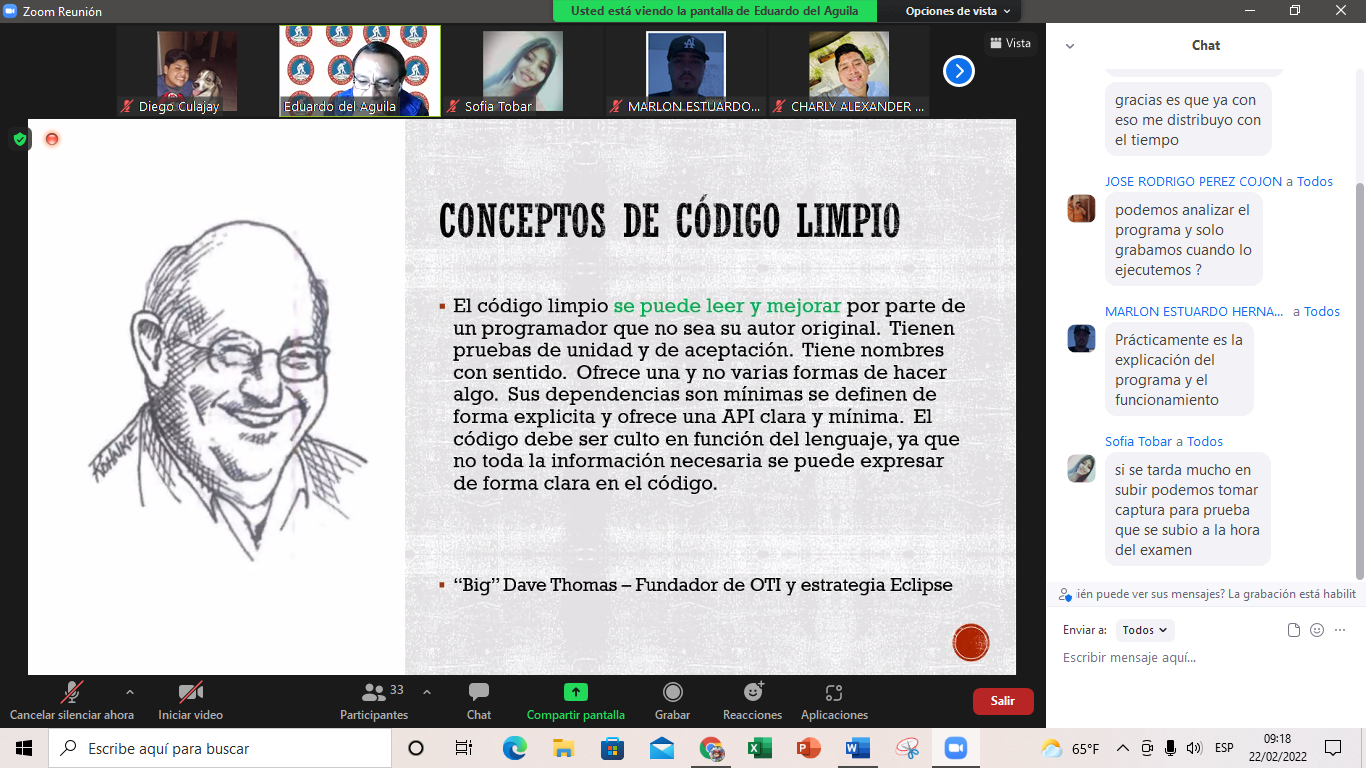 Zoom Reunión
Usted está viendo la pantalla de Eduardo del Aguila
Opciones de vista
Diego Culajay
Eduardo del Aguila
Sofia Tobar
MARLON ESTUARDO...
CHARLY ALEXANDER ...
Vista
CONCEPTOS DE CÓDIGO LIMPIO
El código limpio se puede leer y mejorar por parte de
un programador que no sea su autor original. Tienen
pruebas de unidad y de aceptación. Tiene nombres
con sentido. Ofrece una y no varias formas de hacer
algo. Sus dependencias son mínimas se definen de
forma explicita y ofrece una API clara y mínima. El
código debe ser culto en función del lenguaje, ya que
no toda la información necesaria se puede expresar
de forma clara en el código.
“Big” Dave Thomas – Fundador de OTI y estrategia Eclipse
Chat
gracias es que ya con
eso me distribuyo con
el tiempo
JOSE RODRIGO PEREZ COJON a Todos
podemos analizar el
programa y solo
grabamos cuando lo
ejecutemos ?
MARLON ESTUARDO HERNA... a Todos
Prácticamente es la
explicación del
programa y el
funcionamiento
Sofia Tobar a Todos
si se tarda mucho en
subir podemos tomar
captura para prueba
que se subio a la hora
del examen
ién puede ver sus mensajes? La grabación está habilit
Enviar a: Todos
Escribir mensaje aquí...
Cancelar silenciar ahora
Iniciar video
33
Participantes
Chat
Compartir pantalla
Grabar
Reacciones
Aplicaciones
Salir
Escribe aquí para buscar
65°F
ESP
09:18
22/02/2022